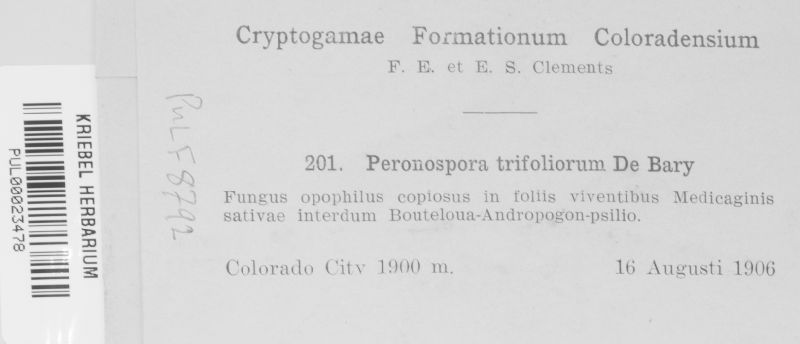 Cryptogamae Formationum Coloradensium
F. E. et E. S. Clements
201. Peronospora trifoliorum De Bary
Fungus opophilus copiosus in foliis viventibus Medicaginis
sativae interdum Bouteloua-Andropogon-psilio.
Colorado City 1900 m. 16 Augusti 1906
PUL F8792
KRIEBEL HERBARIUM
PUL00023478